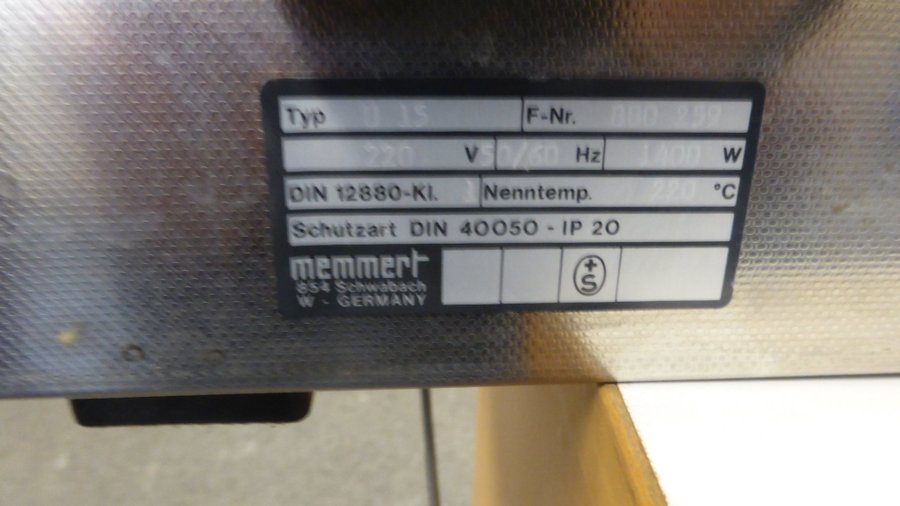 Typ U 15 F-Nr. 800 259
220 V 50/60 Hz 1400 W
DIN 12880-Kl. 1 Nenntemp. 220 °C
Schutzart DIN 40050 - IP 20
memmert
854 Schwabach
W - GERMANY
+S